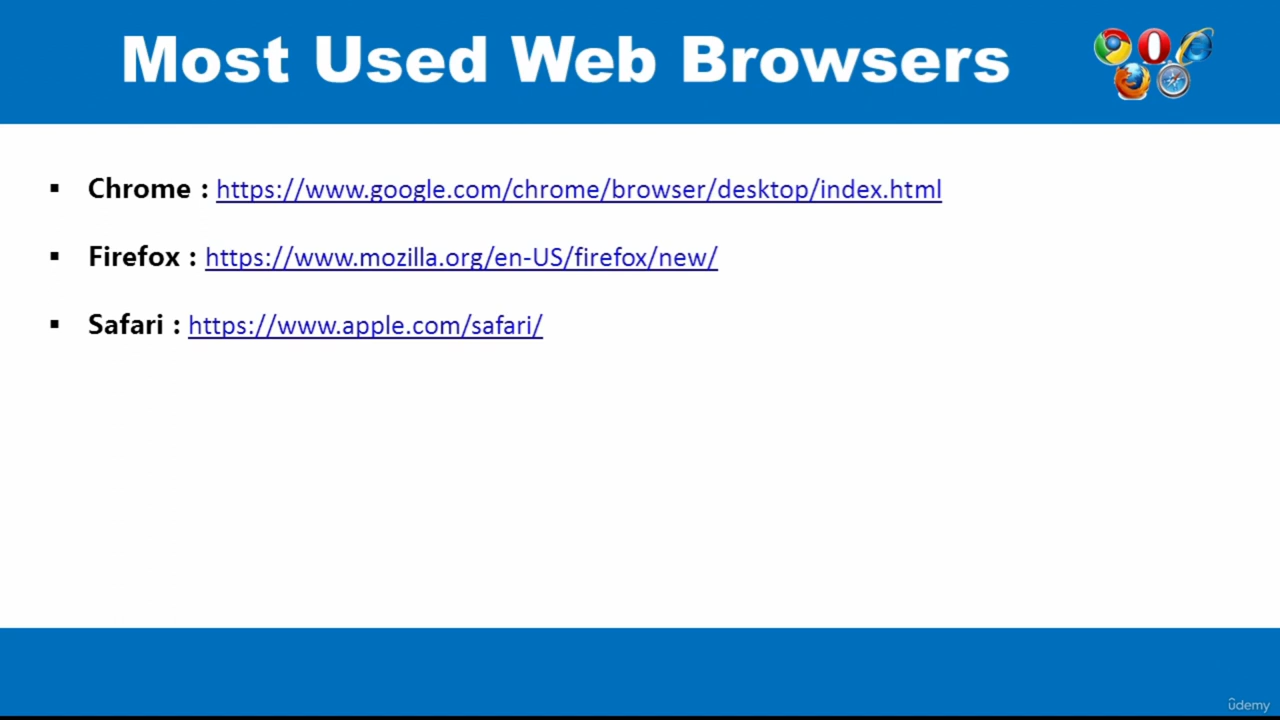 Most Used Web Browsers
▪ Chrome : https://www.google.com/chrome/browser/desktop/index.html
▪ Firefox : https://www.mozilla.org/en-US/firefox/new/
▪ Safari : https://www.apple.com/safari/
ûdemy